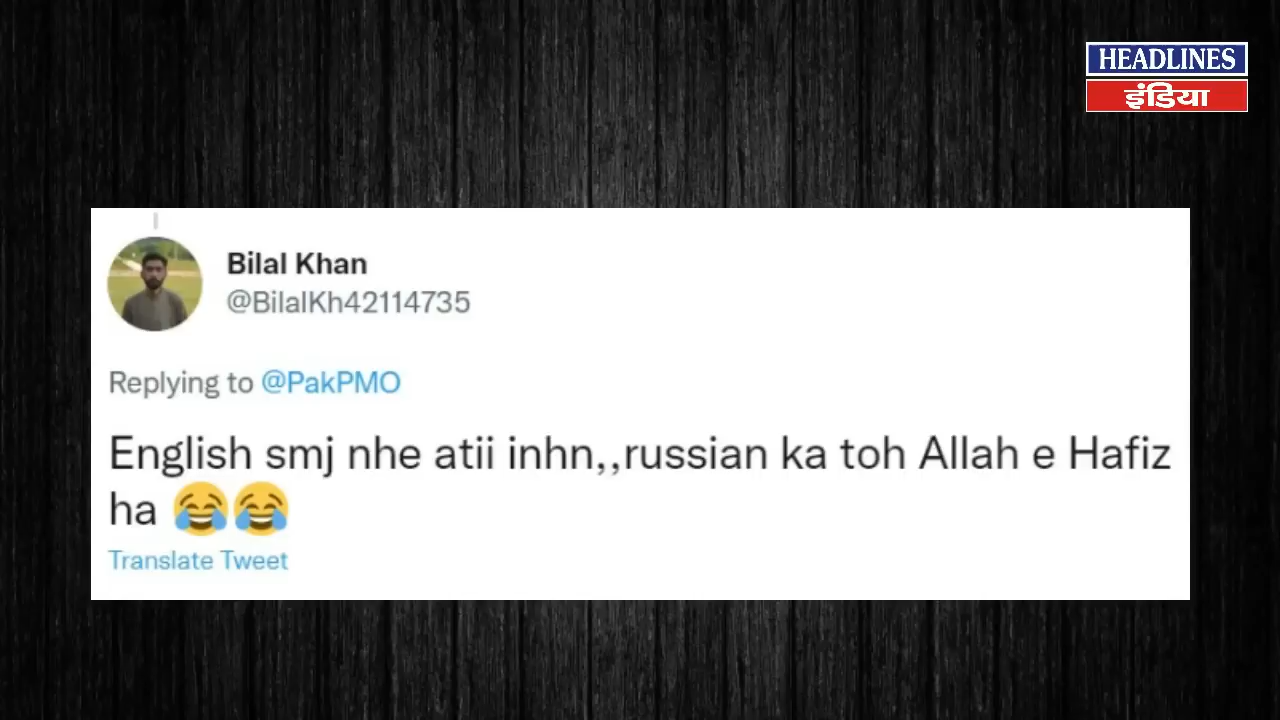 HEADLINES
इंडिया
Bilal Khan
@BilalKh42114735
Replying to @PakPMO
English smj nhe atii inhn,,russian ka toh Allah e Hafiz
ha 😂😂
Translate Tweet